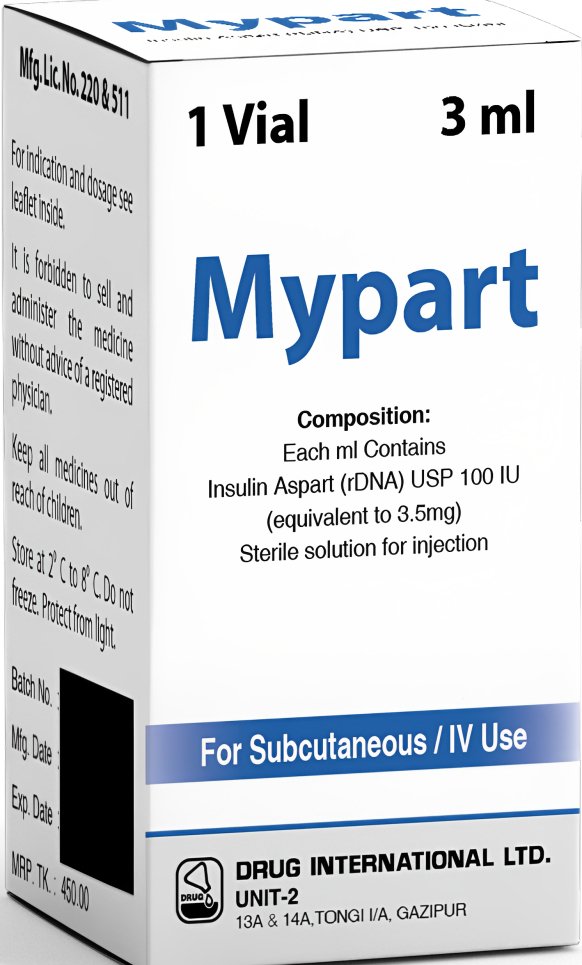 Mypart
Mfg. Lic. No. 220 & 511
For indication and dosage see
leaflet inside.
It is forbidden to sell and
administer the medicine
without advice of a registered
physician.
Keep all medicines out of
reach of children.
Store at 2° C to 8° C. Do not
freeze. Protect from light.
Batch No. :
Mfg. Date :
Exp. Date :
MRP. TK. : 450.00
1 Vial 3 ml
Mypart
Composition:
Each ml Contains
Insulin Aspart (rDNA) USP 100 IU
(equivalent to 3.5mg)
Sterile solution for injection
For Subcutaneous / IV Use
DRUG
DRUG INTERNATIONAL LTD.
UNIT-2
13A & 14A,TONGI I/A, GAZIPUR